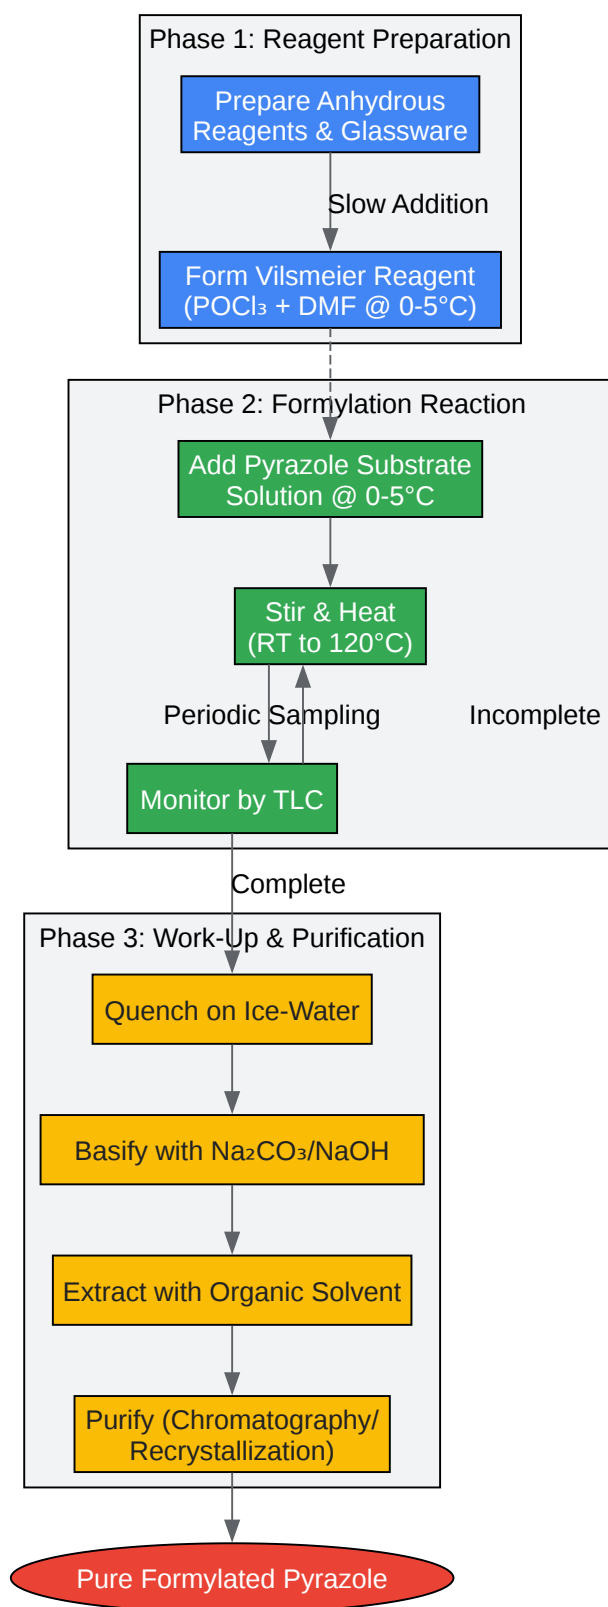 Phase 1: Reagent Preparation
Prepare Anhydrous
Reagents & Glassware
Slow Addition
Form Vilsmeier Reagent
(POCl₃ + DMF @ 0-5°C)
Phase 2: Formylation Reaction
Add Pyrazole Substrate
Solution @ 0-5°C
Stir & Heat
(RT to 120°C)
Periodic Sampling
Incomplete
Monitor by TLC
Complete
Phase 3: Work-Up & Purification
Quench on Ice-Water
Basify with Na₂CO₃/NaOH
Extract with Organic Solvent
Purify (Chromatography/
Recrystallization)
Pure Formylated Pyrazole